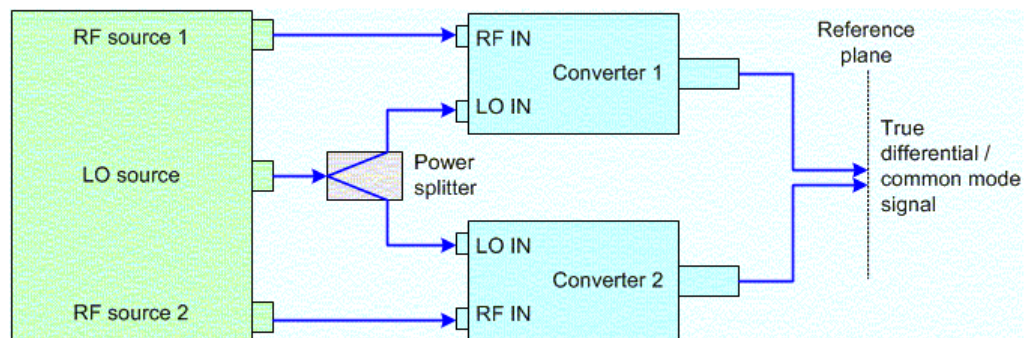 RF source 1
LO source
RF source 2
Power
splitter
RF IN
Converter 1
LO IN
LO IN
Converter 2
RF IN
Reference
plane
True
differential /
common mode
signal